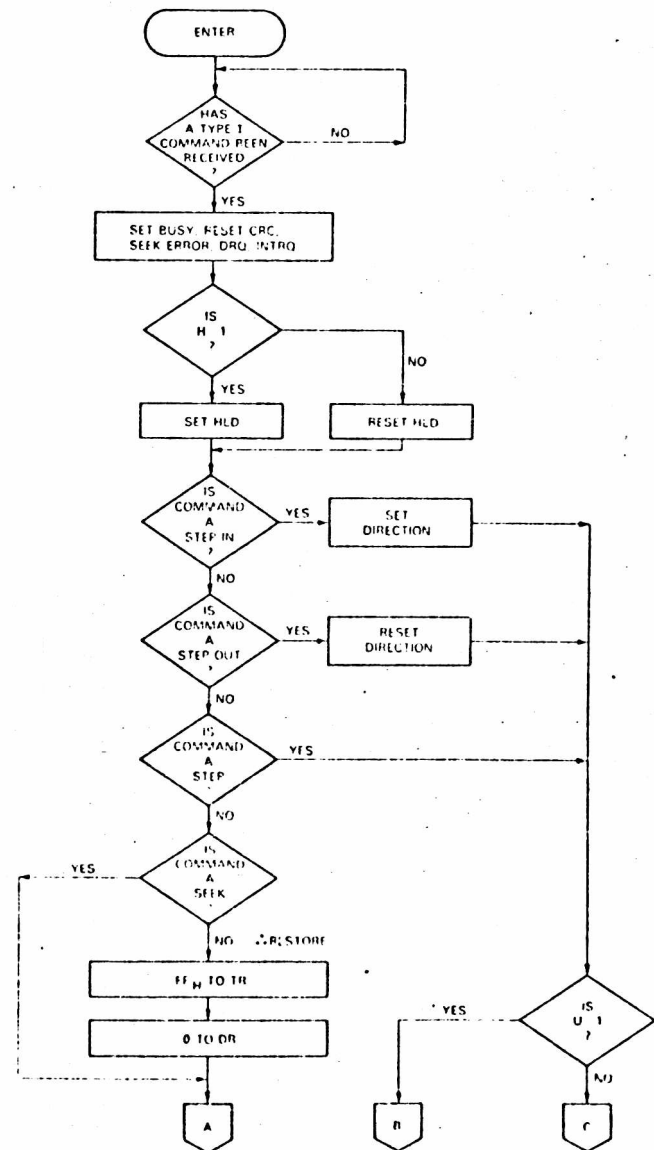 ENTER
HAS
A TYPE I
COMMAND BEEN
RECEIVED
?
NO
YES
SET BUSY, RESET CRC,
SEEK ERROR, DRQ, INTRQ
IS
H 1
?
NO
YES
SET HLD
RESET HLD
IS
COMMAND
A
STEP IN
?
YES
SET
DIRECTION
NO
IS
COMMAND
A
STEP OUT
?
YES
RESET
DIRECTION
NO
IS
COMMAND
A
STEP
YES
NO
IS
COMMAND
A
SEEK
YES
NO ∴RESTORE
FFH TO TR
0 TO DR
IS
U 1
?
YES
NO
A
B
C